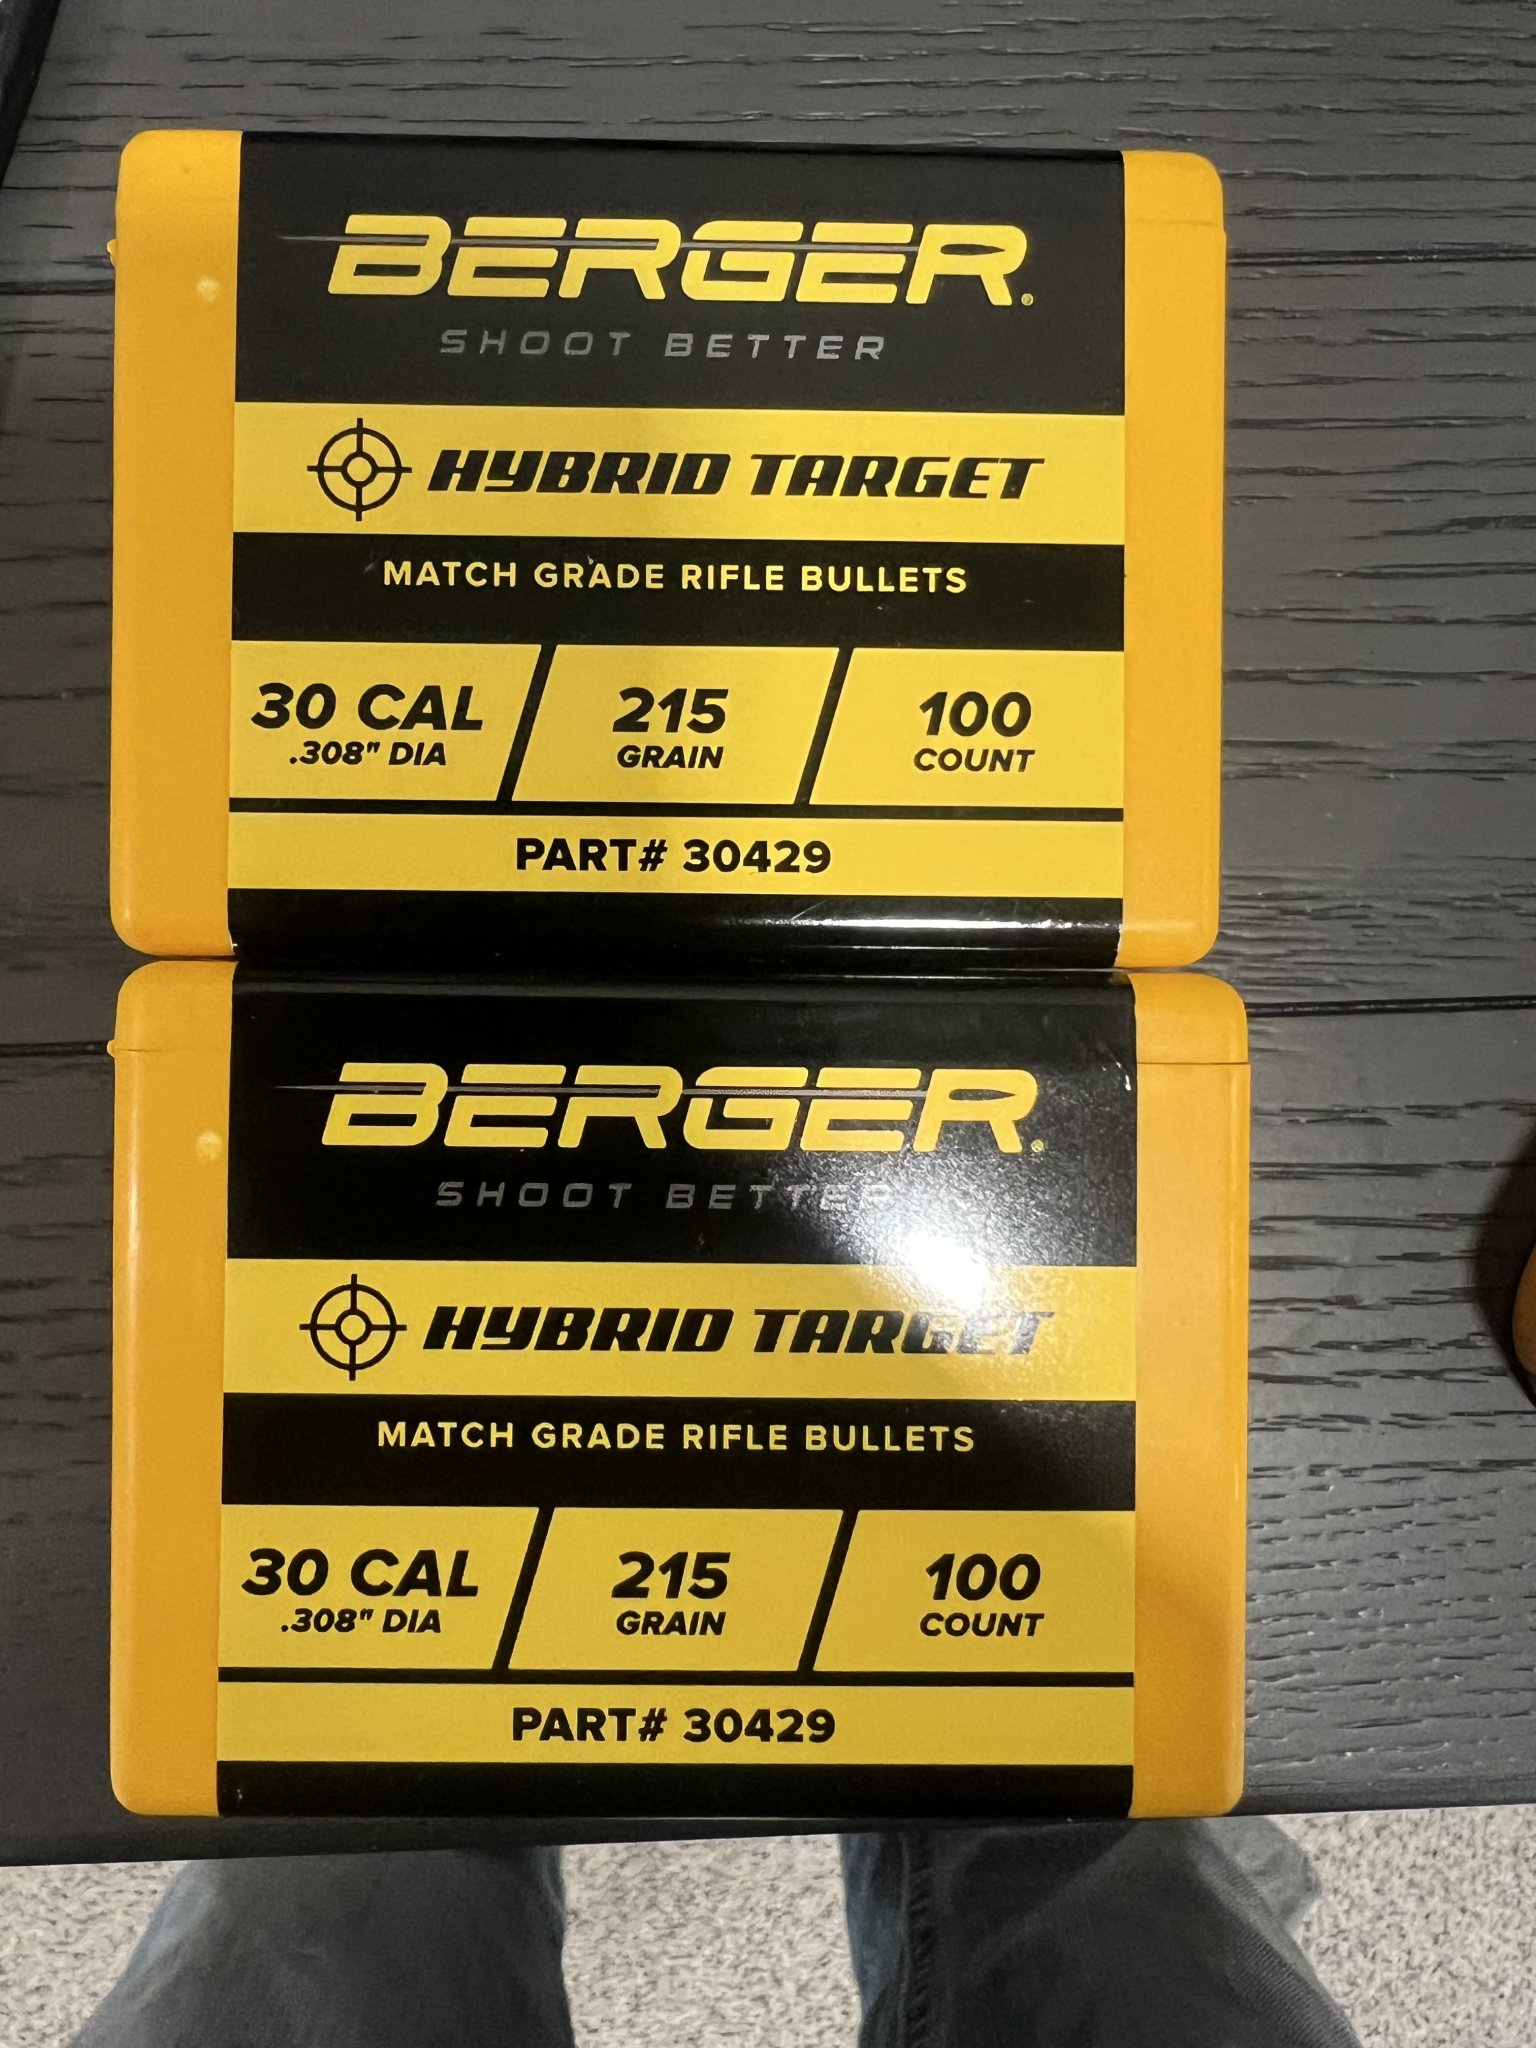 BERGER®
SHOOT BETTER
HYBRID TARGET
MATCH GRADE RIFLE BULLETS
30 CAL
.308" DIA
215
GRAIN
100
COUNT
PART# 30429
BERGER®
SHOOT BETTER
HYBRID TARGET
MATCH GRADE RIFLE BULLETS
30 CAL
.308" DIA
215
GRAIN
100
COUNT
PART# 30429